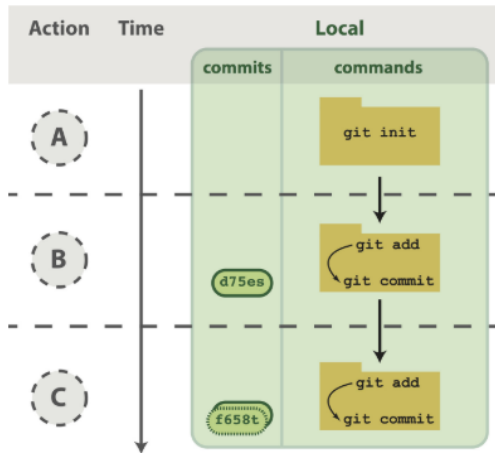 Action Time Local
commits commands
A git init
B git add
d75es git commit
C git add
f658t git commit